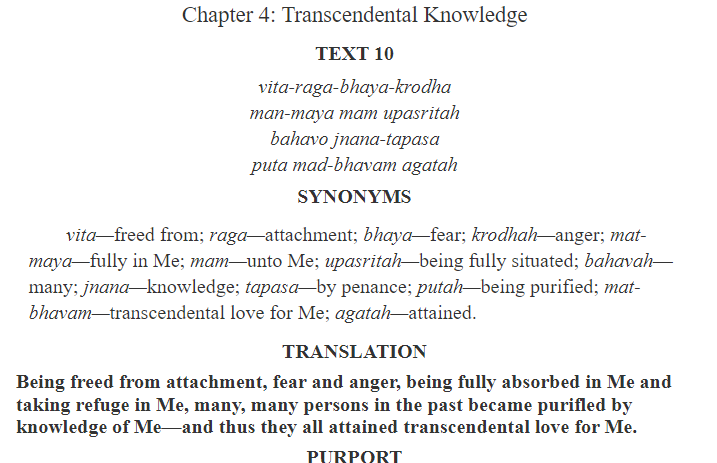 Chapter 4: Transcendental Knowledge
TEXT 10
vita-raga-bhaya-krodha
man-maya mam upasritah
bahavo jnana-tapasa
puta mad-bhavam agatah
SYNONYMS
vita—freed from; raga—attachment; bhaya—fear; krodhah—anger; mat-
maya—fully in Me; mam—unto Me; upasritah—being fully situated; bahavah—
many; jnana—knowledge; tapasa—by penance; putah—being purified; mat-
bhavam—transcendental love for Me; agatah—attained.
TRANSLATION
Being freed from attachment, fear and anger, being fully absorbed in Me and
taking refuge in Me, many, many persons in the past became purified by
knowledge of Me—and thus they all attained transcendental love for Me.
PURPORT